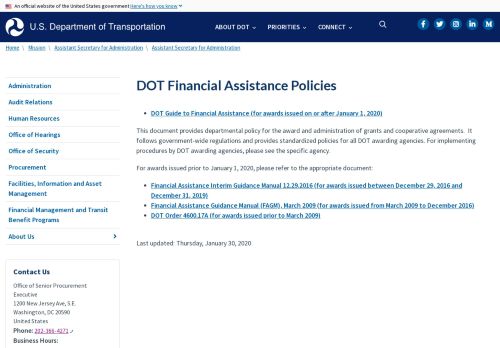 An official website of the United States government Here's how you know
U.S. Department of Transportation
ABOUT DOT
PRIORITIES
CONNECT
Home \ Mission \ Assistant Secretary for Administration \ Assistant Secretary for Administration
Administration
Audit Relations
Human Resources
Office of Hearings
Office of Security
Procurement
Facilities, Information and Asset
Management
Financial Management and Transit
Benefit Programs
About Us
Contact Us
Office of Senior Procurement
Executive
1200 New Jersey Ave, S.E.
Washington, DC 20590
United States
Phone: 202-366-4271
Business Hours:
DOT Financial Assistance Policies
DOT Guide to Financial Assistance (for awards issued on or after January 1, 2020)
This document provides departmental policy for the award and administration of grants and cooperative agreements. It
follows government-wide regulations and provides standardized policies for all DOT awarding agencies. For implementing
procedures by DOT awarding agencies, please see the specific agency.
For awards issued prior to January 1, 2020, please refer to the appropriate document:
Financial Assistance Interim Guidance Manual 12.29.2016 (for awards issued between December 29, 2016 and
December 31, 2019)
Financial Assistance Guidance Manual (FAGM), March 2009 (for awards issued from March 2009 to December 2016)
DOT Order 4600.17A (for awards issued prior to March 2009)
Last updated: Thursday, January 30, 2020